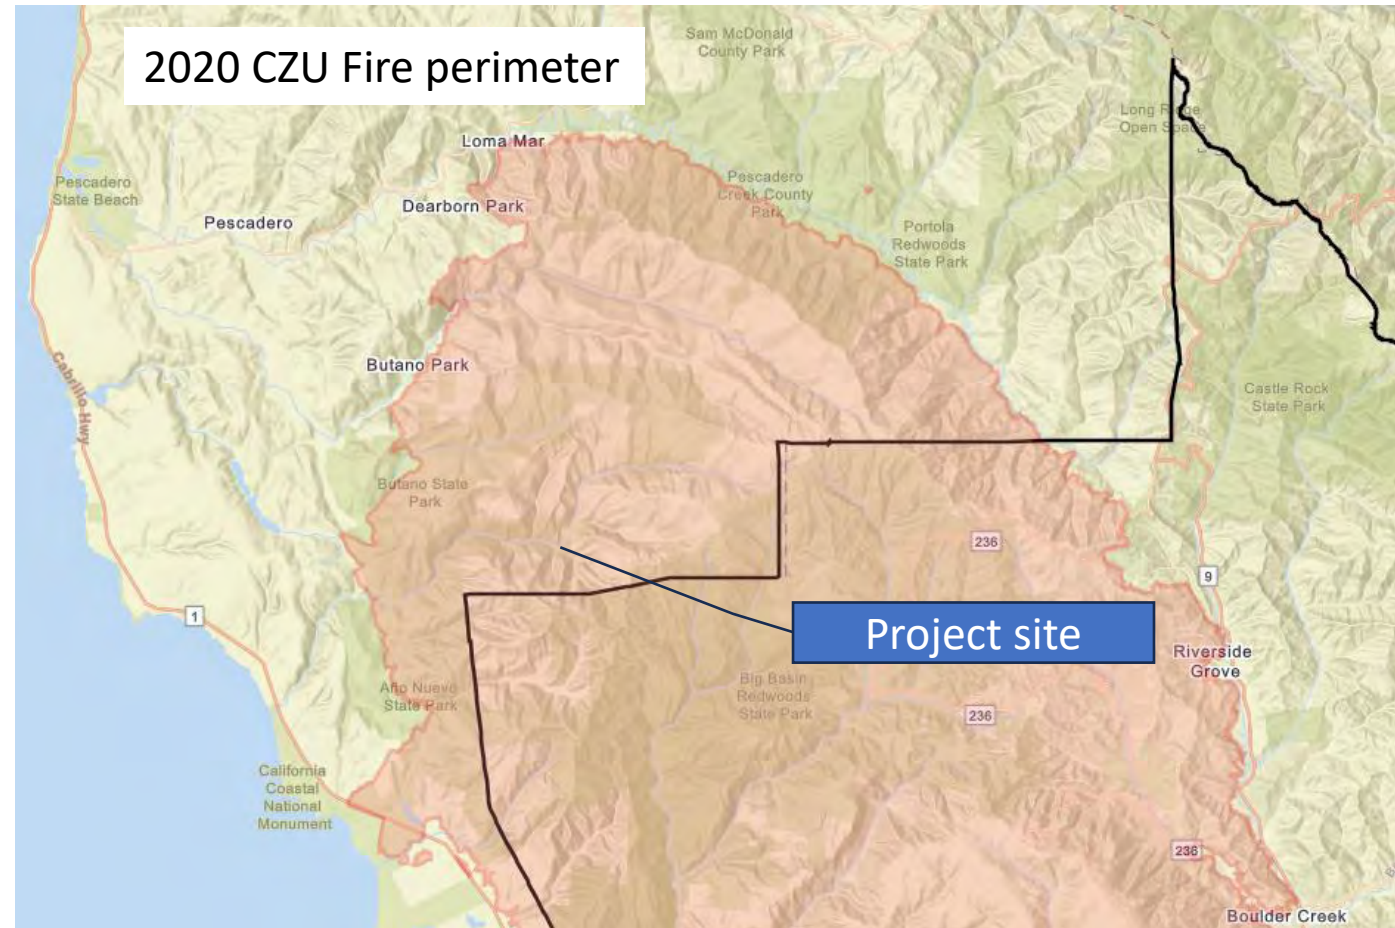 2020 CZU Fire perimeter
Sam McDonald
County Park
Long Ridge
Open Space
Loma Mar
Pescadero
State Beach
Pescadero
Creek County
Park
Dearborn Park
Pescadero
Portola
Redwoods
State Park
Cabrillo Hwy
Butano Park
Castle Rock
State Park
Butano State
Park
236
9
1
Project site
Riverside
Grove
Año Nuevo
State Park
Big Basin
Redwoods
State Park
236
California
Coastal
National
Monument
236
Boulder Creek